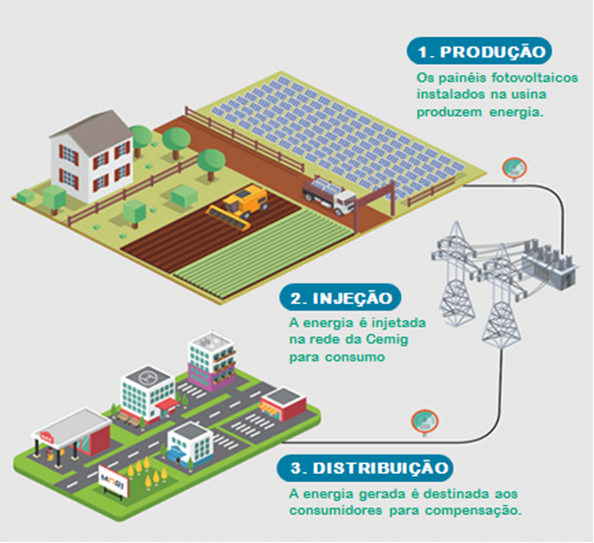 1. PRODUÇÃO
Os painéis fotovoltaicos
instalados na usina
produzem energia.
2. INJEÇÃO
A energia é injetada
na rede da Cemig
para consumo
3. DISTRIBUIÇÃO
A energia gerada é destinada aos
consumidores para compensação.
MORI
H